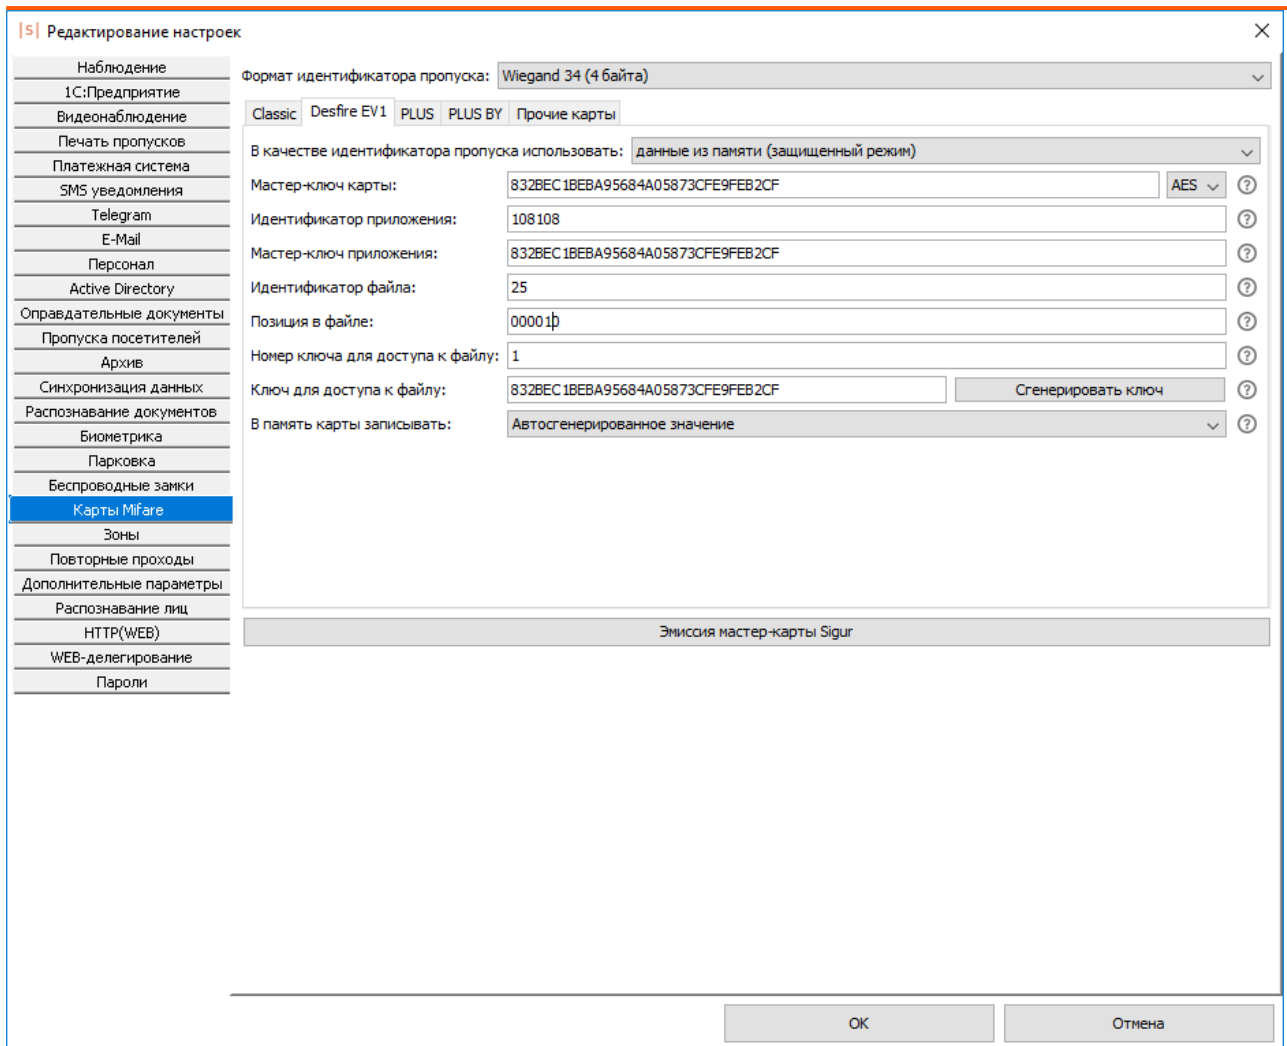 |S| Редактирование настроек
Наблюдение
1С:Предприятие
Видеонаблюдение
Печать пропусков
Платежная система
SMS уведомления
Telegram
E-Mail
Персонал
Active Directory
Оправдательные документы
Пропуска посетителей
Архив
Синхронизация данных
Распознавание документов
Биометрика
Парковка
Беспроводные замки
Карты Mifare
Зоны
Повторные проходы
Дополнительные параметры
Распознавание лиц
HTTP(WEB)
WEB-делегирование
Пароли
Формат идентификатора пропуска: Wiegand 34 (4 байта)
Classic Desfire EV1 PLUS PLUS BY Прочие карты
В качестве идентификатора пропуска использовать: данные из памяти (защищенный режим)
Мастер-ключ карты: 832BEC1BEBA95684A05873CFE9FEB2CF AES ?
Идентификатор приложения: 108108 ?
Мастер-ключ приложения: 832BEC1BEBA95684A05873CFE9FEB2CF ?
Идентификатор файла: 25 ?
Позиция в файле: 000010 ?
Номер ключа для доступа к файлу: 1 ?
Ключ для доступа к файлу: 832BEC1BEBA95684A05873CFE9FEB2CF Сгенерировать ключ ?
В память карты записывать: Автосгенерированное значение ?
Эмиссия мастер-карты Sigur
OK Отмена